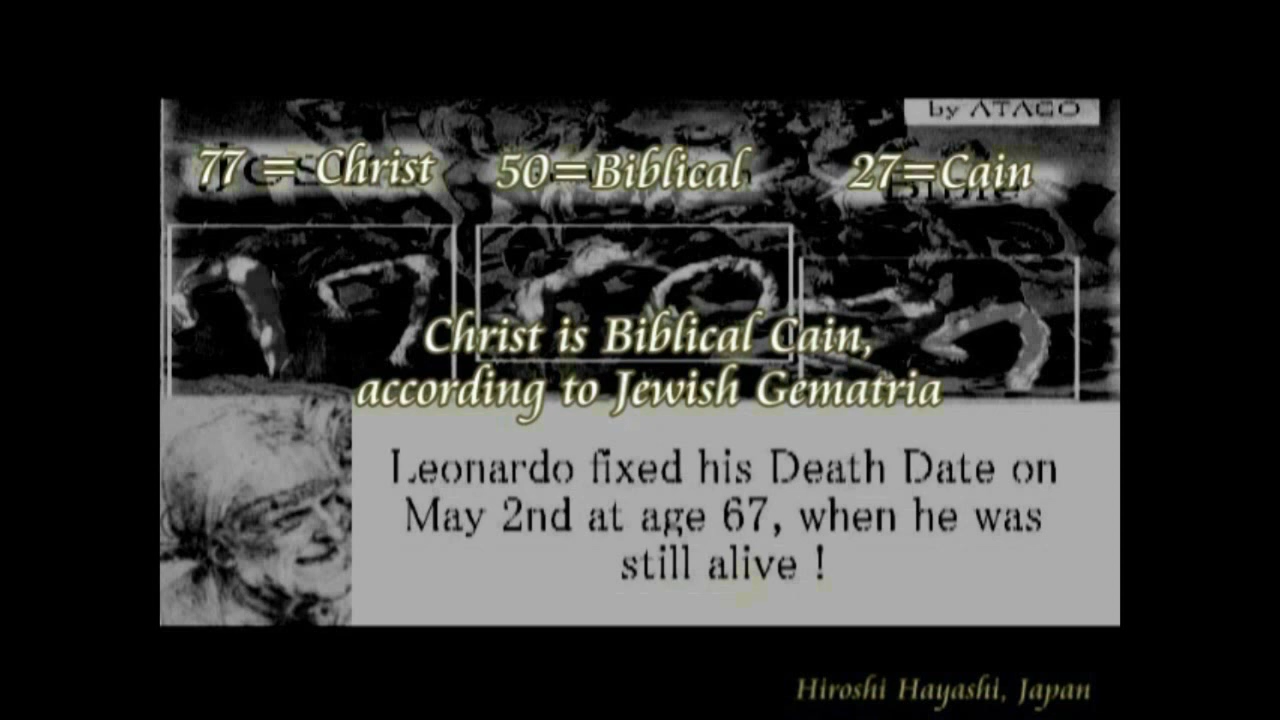 by ATAGO
77 = Christ 50=Biblical 27=Cain
Christ is Biblical Cain,
according to Jewish Gematria
Leonardo fixed his Death Date on
May 2nd at age 67, when he was
still alive !
Hiroshi Hayashi, Japan